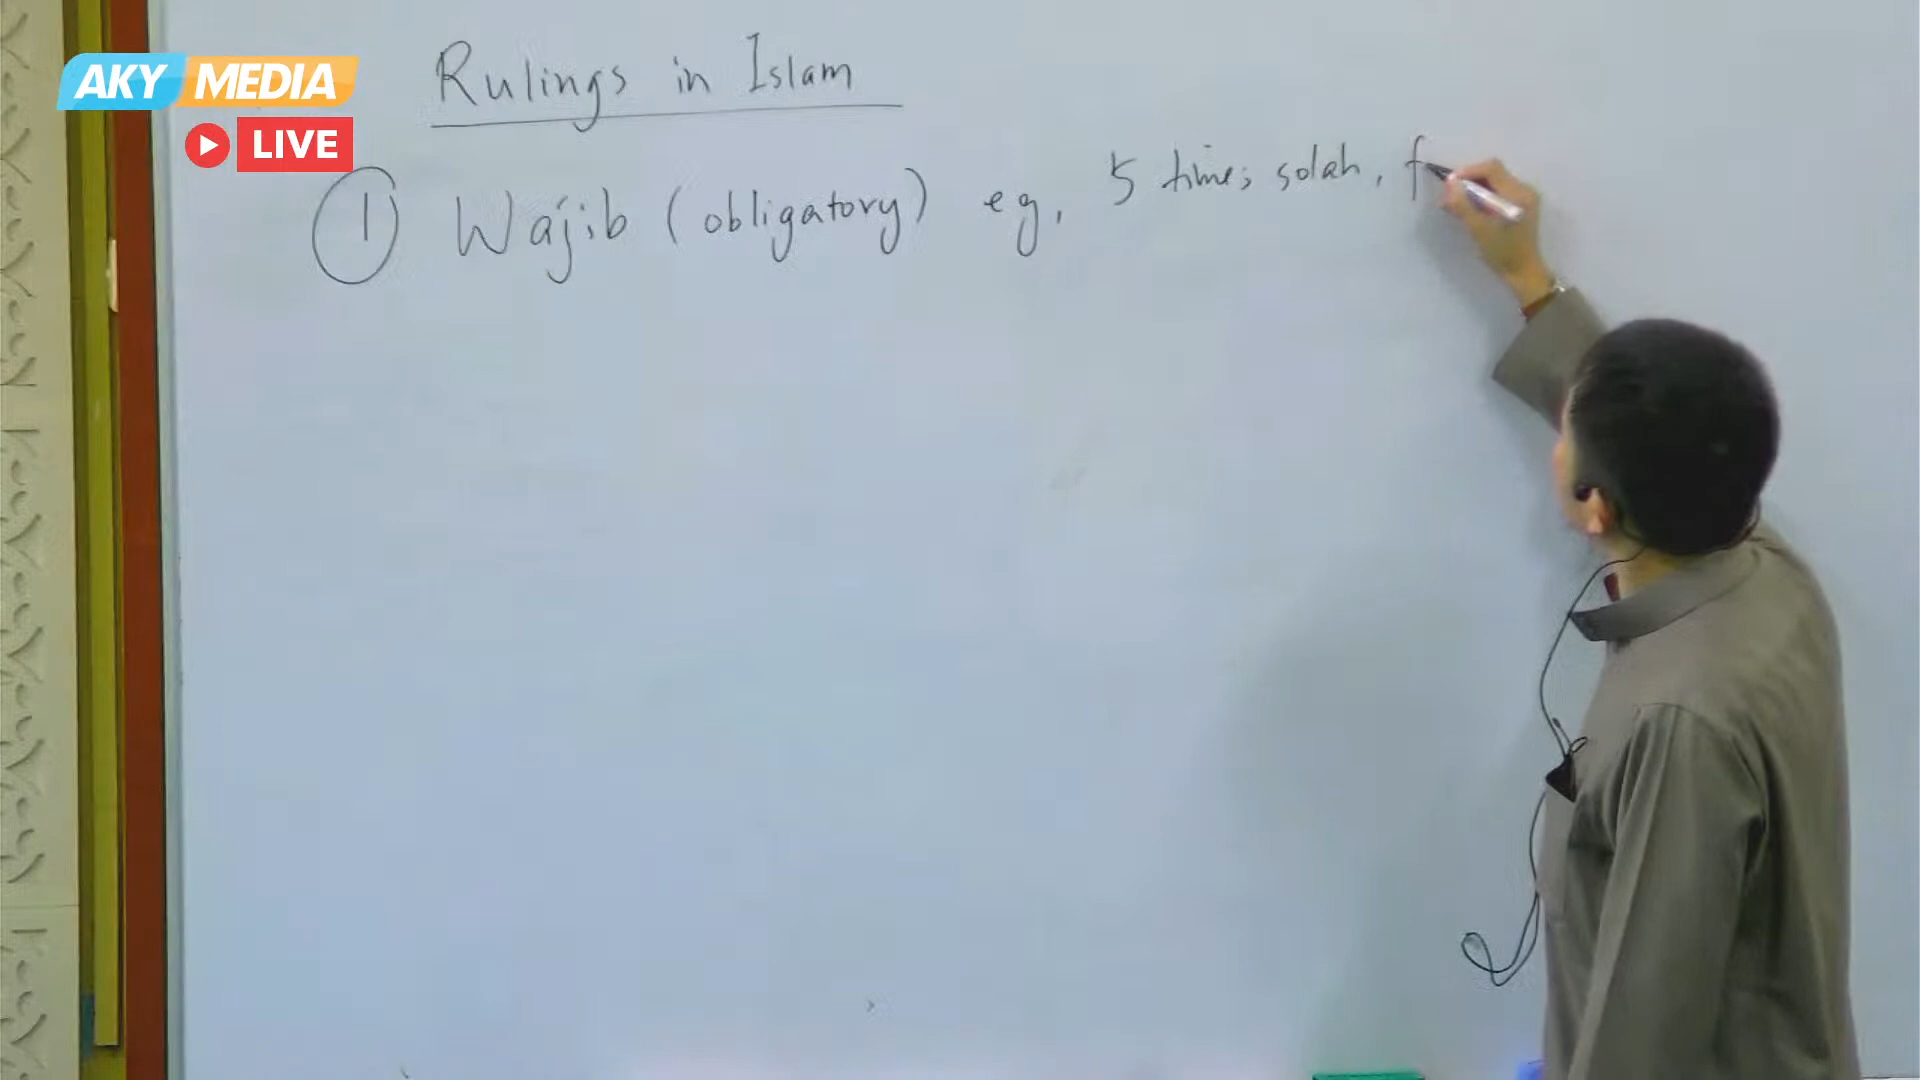 AKY MEDIA
LIVE
Rulings in Islam
1 Wajib (obligatory) eg, 5 times solah, f